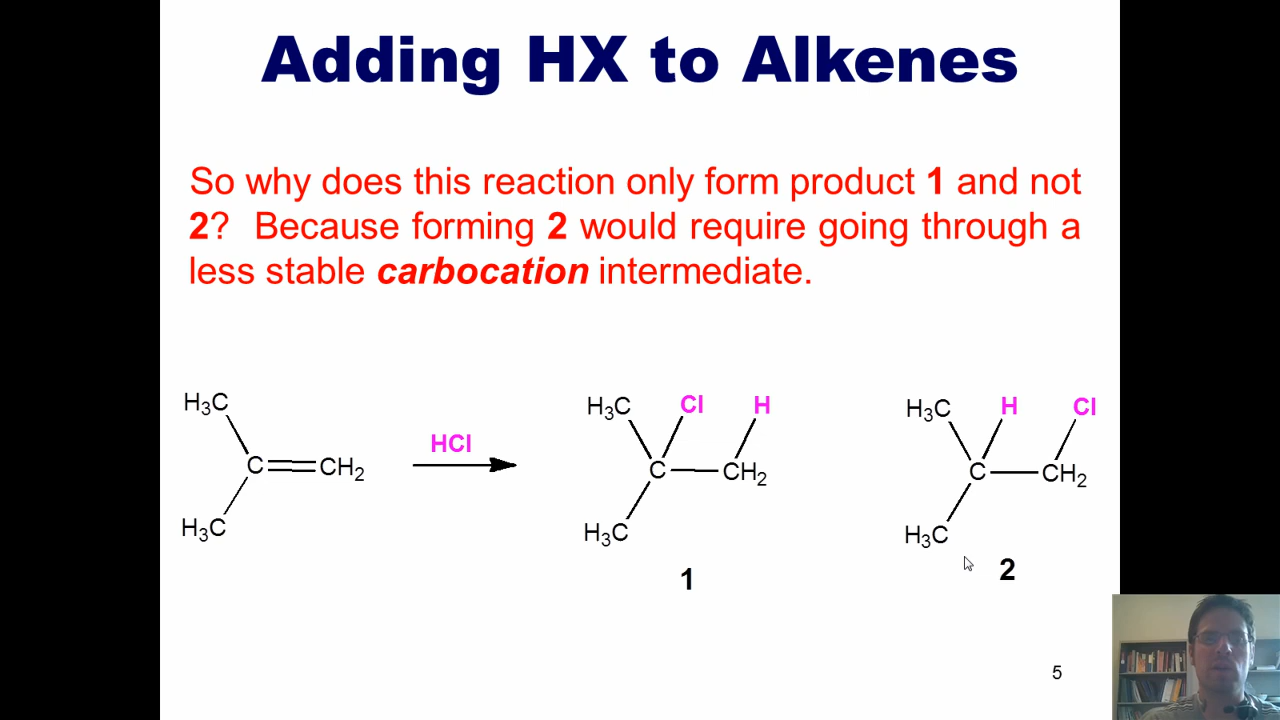 Adding HX to Alkenes
So why does this reaction only form product 1 and not
2? Because forming 2 would require going through a
less stable carbocation intermediate.
H₃C
C
CH₂
H₃C
HCl
H₃C
Cl
H
C
CH₂
H₃C
1
H₃C
H
Cl
C
CH₂
H₃C
2
5